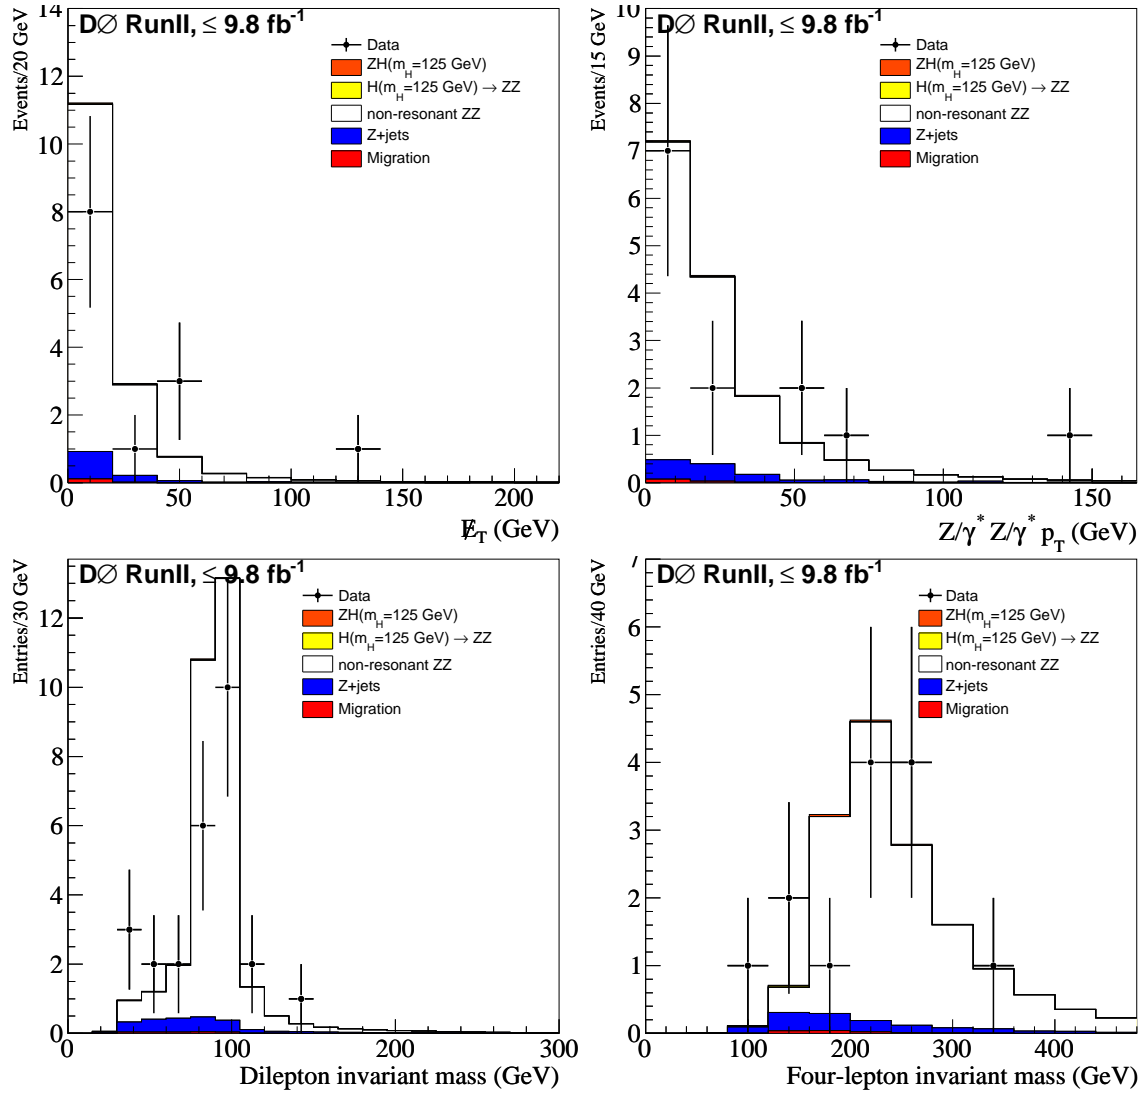 DØ RunII, ≤ 9.8 fb⁻¹
Events/20 GeV
14
12
10
8
6
4
2
0
Data
ZH(m_H=125 GeV)
H(m_H=125 GeV) → ZZ
non-resonant ZZ
Z+jets
Migration
0 50 100 150 200
E̸_T (GeV)
DØ RunII, ≤ 9.8 fb⁻¹
Events/15 GeV
10
9
8
7
6
5
4
3
2
1
0
Data
ZH(m_H=125 GeV)
H(m_H=125 GeV) → ZZ
non-resonant ZZ
Z+jets
Migration
0 50 100 150
Z/γ* Z/γ* p_T (GeV)
DØ RunII, ≤ 9.8 fb⁻¹
Entries/30 GeV
12
10
8
6
4
2
0
Data
ZH(m_H=125 GeV)
H(m_H=125 GeV) → ZZ
non-resonant ZZ
Z+jets
Migration
0 100 200 300
Dilepton invariant mass (GeV)
DØ RunII, ≤ 9.8 fb⁻¹
Entries/40 GeV
7
6
5
4
3
2
1
0
Data
ZH(m_H=125 GeV)
H(m_H=125 GeV) → ZZ
non-resonant ZZ
Z+jets
Migration
0 100 200 300 400
Four-lepton invariant mass (GeV)